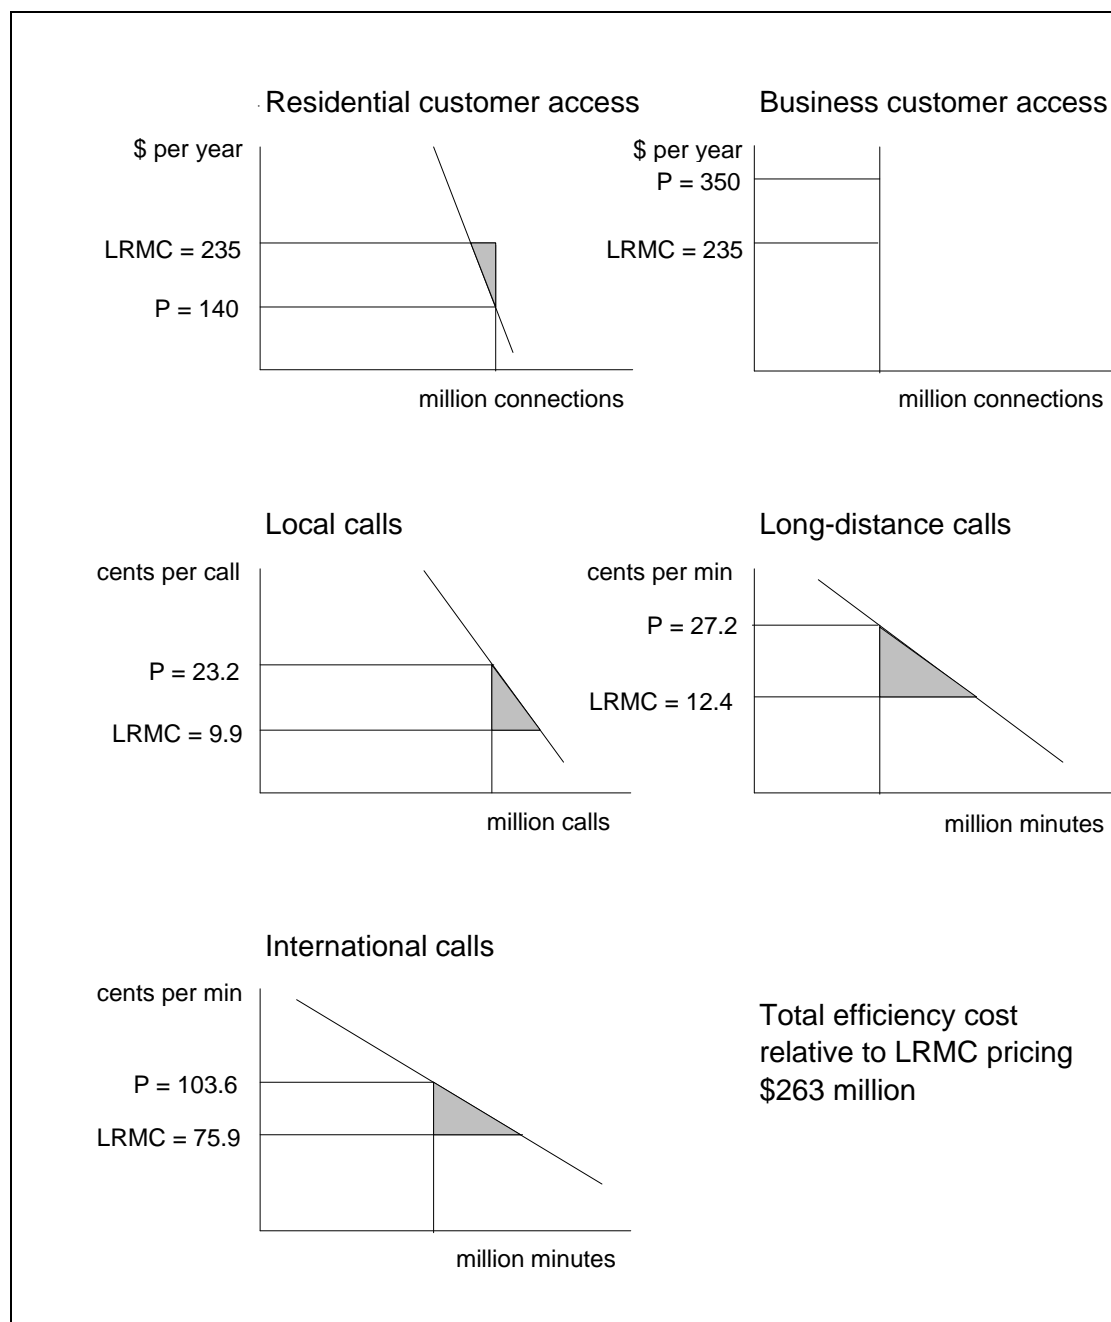 Residential customer access
$ per year
LRMC = 235
P = 140
million connections
Business customer access
$ per year
P = 350
LRMC = 235
million connections
Local calls
cents per call
P = 23.2
LRMC = 9.9
million calls
Long-distance calls
cents per min
P = 27.2
LRMC = 12.4
million minutes
International calls
cents per min
P = 103.6
LRMC = 75.9
million minutes
Total efficiency cost
relative to LRMC pricing
$263 million